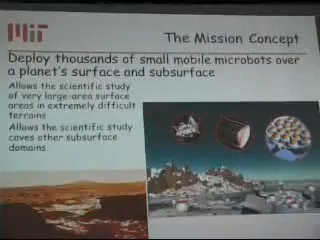 MIT
The Mission Concept
Deploy thousands of small mobile microbots over
a planet's surface and subsurface
Allows the scientific study
of very large-area surface
areas in extremely difficult
terrains
Allows the scientific study
caves other subsurface
domains